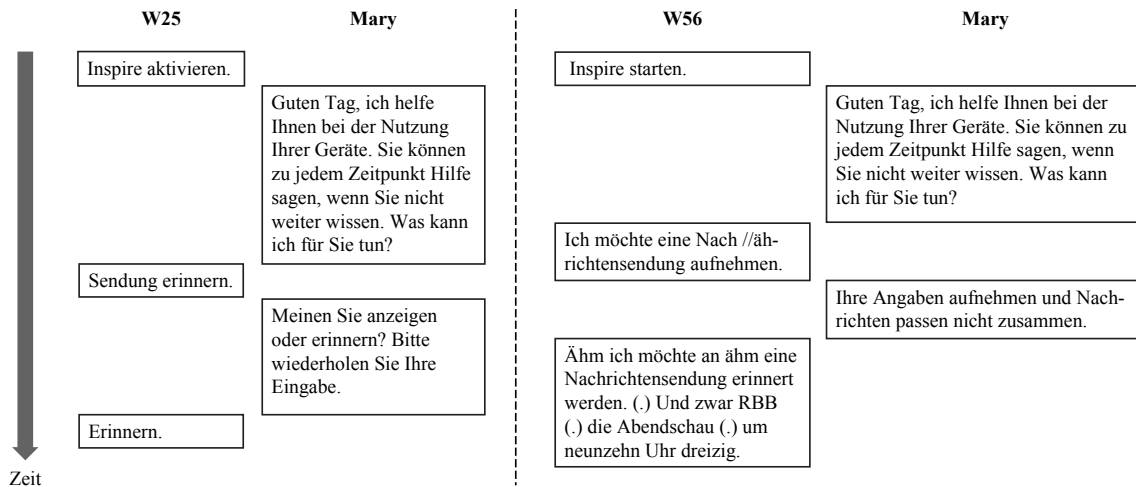 W25
Mary
Inspire aktivieren.
Guten Tag, ich helfe
Ihnen bei der Nutzung
Ihrer Geräte. Sie können
zu jedem Zeitpunkt Hilfe
sagen, wenn Sie nicht
weiter wissen. Was kann
ich für Sie tun?
Sendung erinnern.
Meinen Sie anzeigen
oder erinnern? Bitte
wiederholen Sie Ihre
Eingabe.
Erinnern.
Zeit
W56
Mary
Inspire starten.
Guten Tag, ich helfe Ihnen bei der
Nutzung Ihrer Geräte. Sie können zu
jedem Zeitpunkt Hilfe sagen, wenn
Sie nicht weiter wissen. Was kann
ich für Sie tun?
Ich möchte eine Nach //äh-
richtensendung aufnehmen.
Ihre Angaben aufnehmen und Nach-
richten passen nicht zusammen.
Ähm ich möchte an ähm eine
Nachrichtensendung erinnert
werden. (.) Und zwar RBB
(.) die Abendschau (.) um
neunzehn Uhr dreizig.